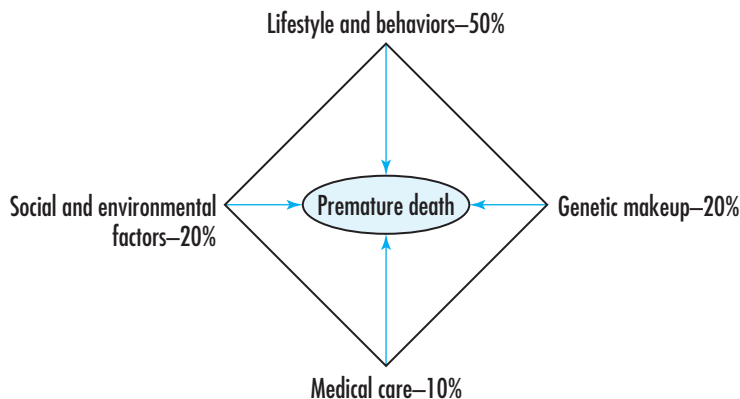 Lifestyle and behaviors–50%
Social and environmental
factors–20%
Premature death
Genetic makeup–20%
Medical care–10%